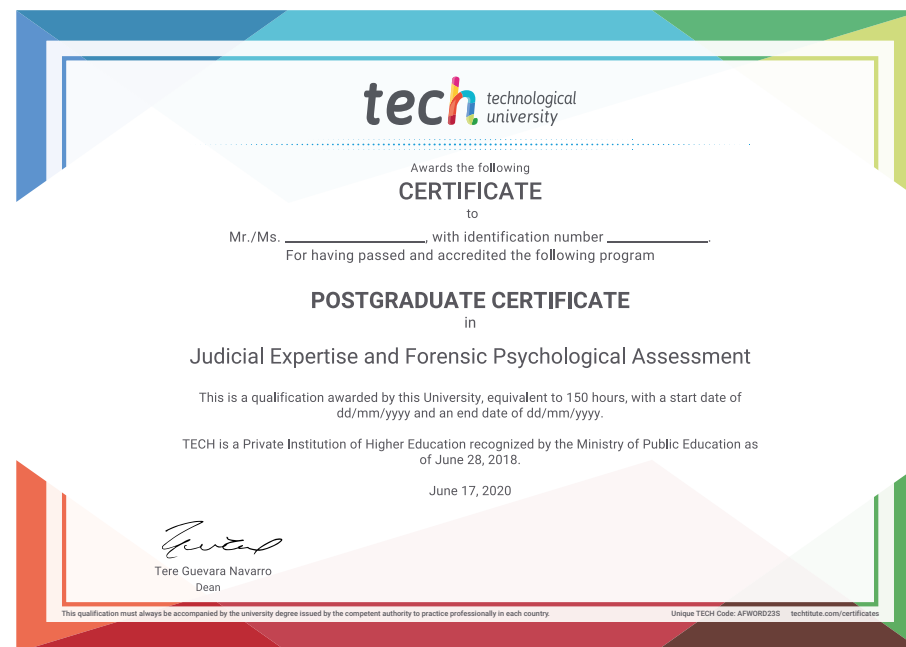 tech technological
university
Awards the following
CERTIFICATE
to
Mr./Ms. ____________________, with identification number ______________.
For having passed and accredited the following program
POSTGRADUATE CERTIFICATE
in
Judicial Expertise and Forensic Psychological Assessment
This is a qualification awarded by this University, equivalent to 150 hours, with a start date of
dd/mm/yyyy and an end date of dd/mm/yyyy.
TECH is a Private Institution of Higher Education recognized by the Ministry of Public Education as
of June 28, 2018.
June 17, 2020
Tere Guevara Navarro
Dean
This qualification must always be accompanied by the university degree issued by the competent authority to practice professionally in each country.
Unique TECH Code: AFWORD23S techtitute.com/certificates